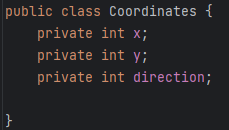 public class Coordinates {
    private int x;
    private int y;
    private int direction;
}